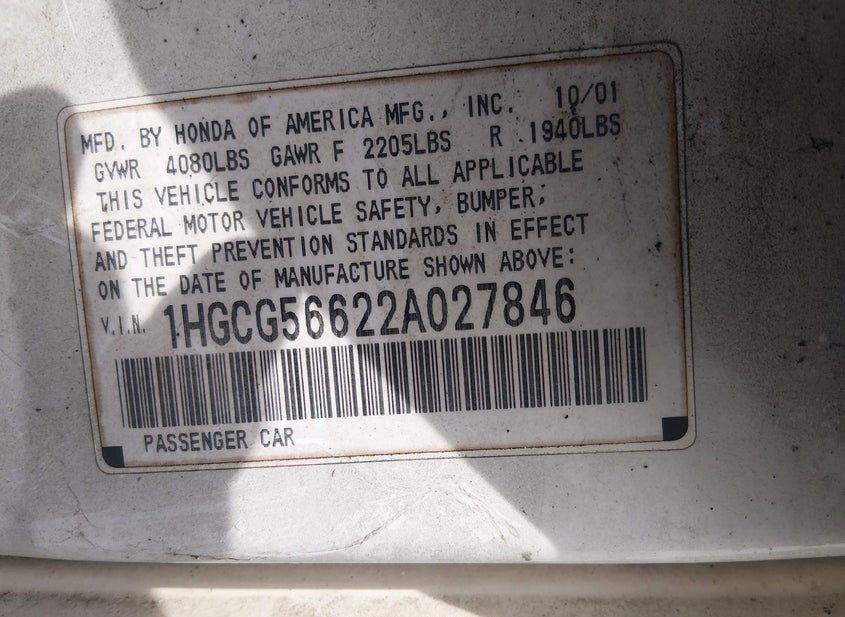 MFD. BY HONDA OF AMERICA MFG., INC. 10/01
GVWR 4080LBS GAWR F 2205LBS R 1940LBS
THIS VEHICLE CONFORMS TO ALL APPLICABLE
FEDERAL MOTOR VEHICLE SAFETY, BUMPER,
AND THEFT PREVENTION STANDARDS IN EFFECT
ON THE DATE OF MANUFACTURE SHOWN ABOVE:
V.I.N. 1HGCG56622A027846
PASSENGER CAR